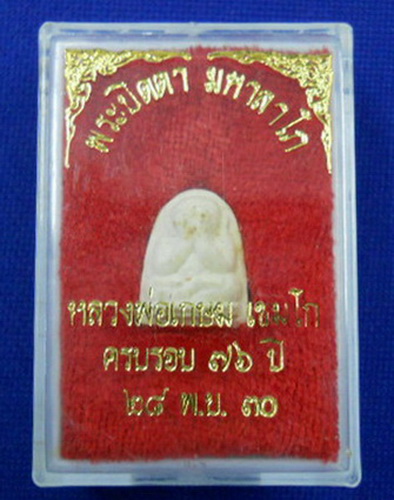 พระปิดตา มหาลาโภ
หลวงพ่อเกษม เขมโก
ครบรอบ ๗๖ ปี
๒๘ พ.ย. ๓๐